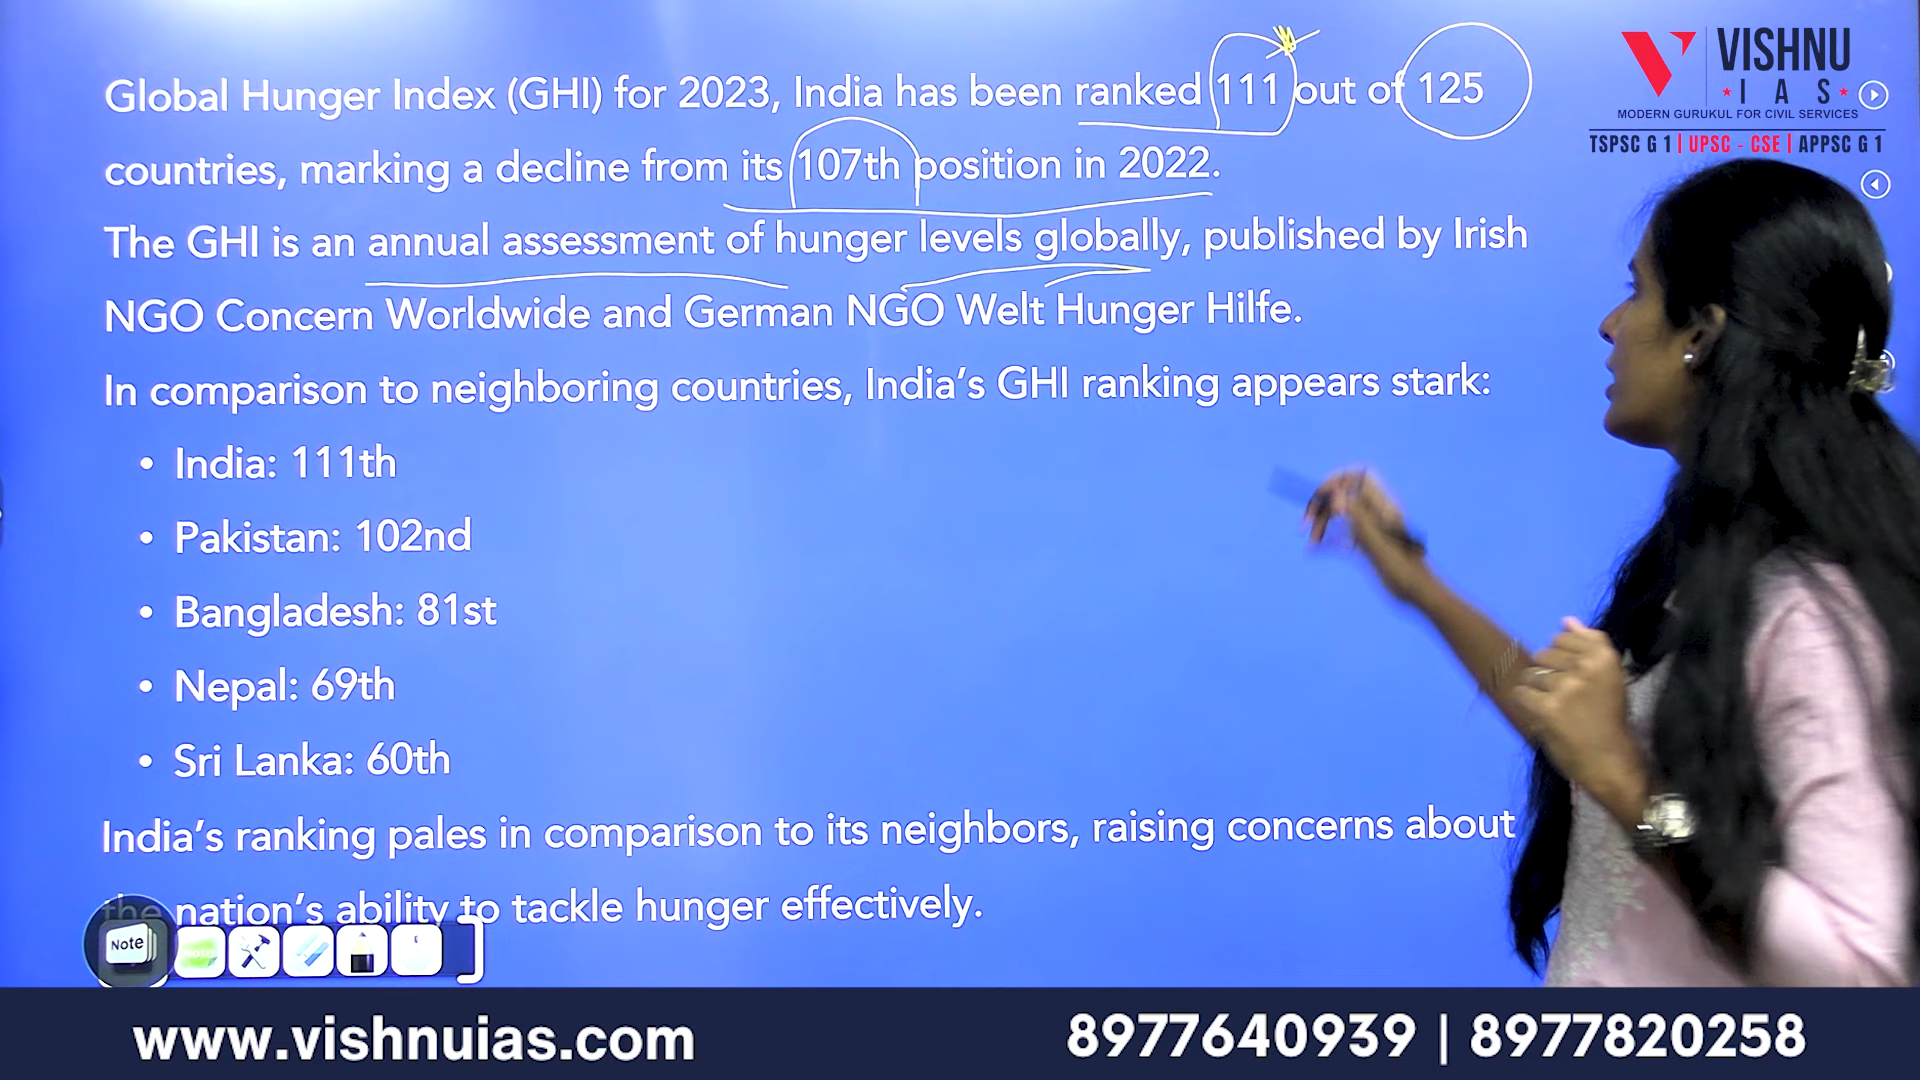 Global Hunger Index (GHI) for 2023, India has been ranked 111 out of 125
countries, marking a decline from its 107th position in 2022.
The GHI is an annual assessment of hunger levels globally, published by Irish
NGO Concern Worldwide and German NGO Welt Hunger Hilfe.
In comparison to neighboring countries, India's GHI ranking appears stark:
• India: 111th
• Pakistan: 102nd
• Bangladesh: 81st
• Nepal: 69th
• Sri Lanka: 60th
India's ranking pales in comparison to its neighbors, raising concerns about
the nation's ability to tackle hunger effectively.
Note
VISHNU
I A S
MODERN GURUKUL FOR CIVIL SERVICES
TSPSC G 1 | UPSC - CSE | APPSC G 1
www.vishnuias.com
8977640939 | 8977820258